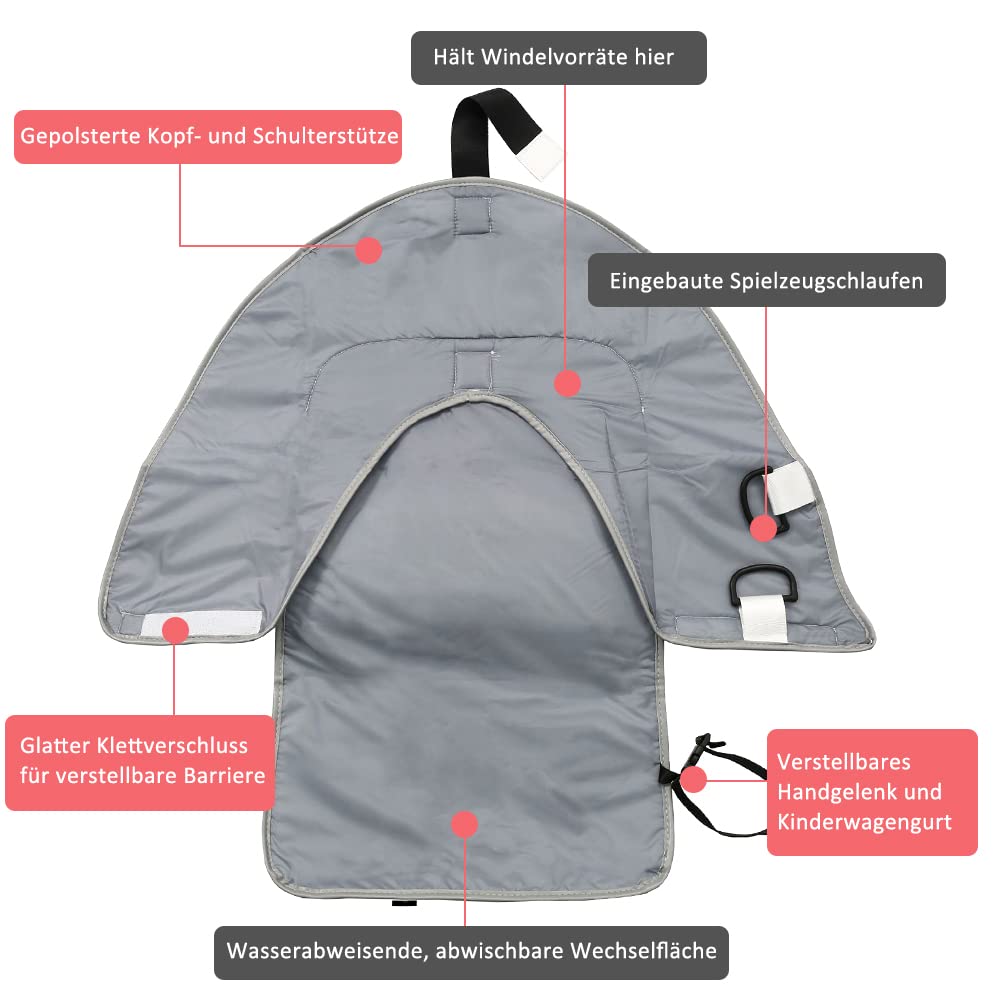 Hält Windelvorräte hier
Gepolsterte Kopf- und Schulterstütze
Eingebaute Spielzeugschlaufen
Glatter Klettverschluss
für verstellbare Barriere
Verstellbares
Handgelenk und
Kinderwagengurt
Wasserabweisende, abwischbare Wechselfläche